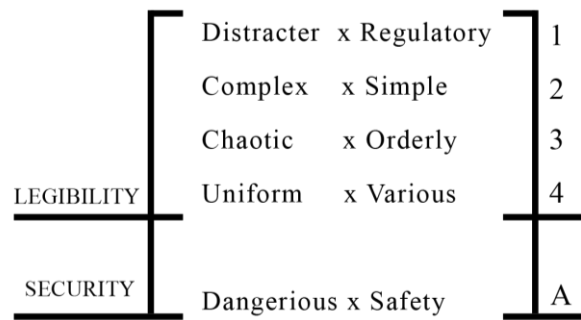 Distracter x Regulatory 1
Complex x Simple 2
Chaotic x Orderly 3
LEGIBILITY Uniform x Various 4
SECURITY Dangerious x Safety A